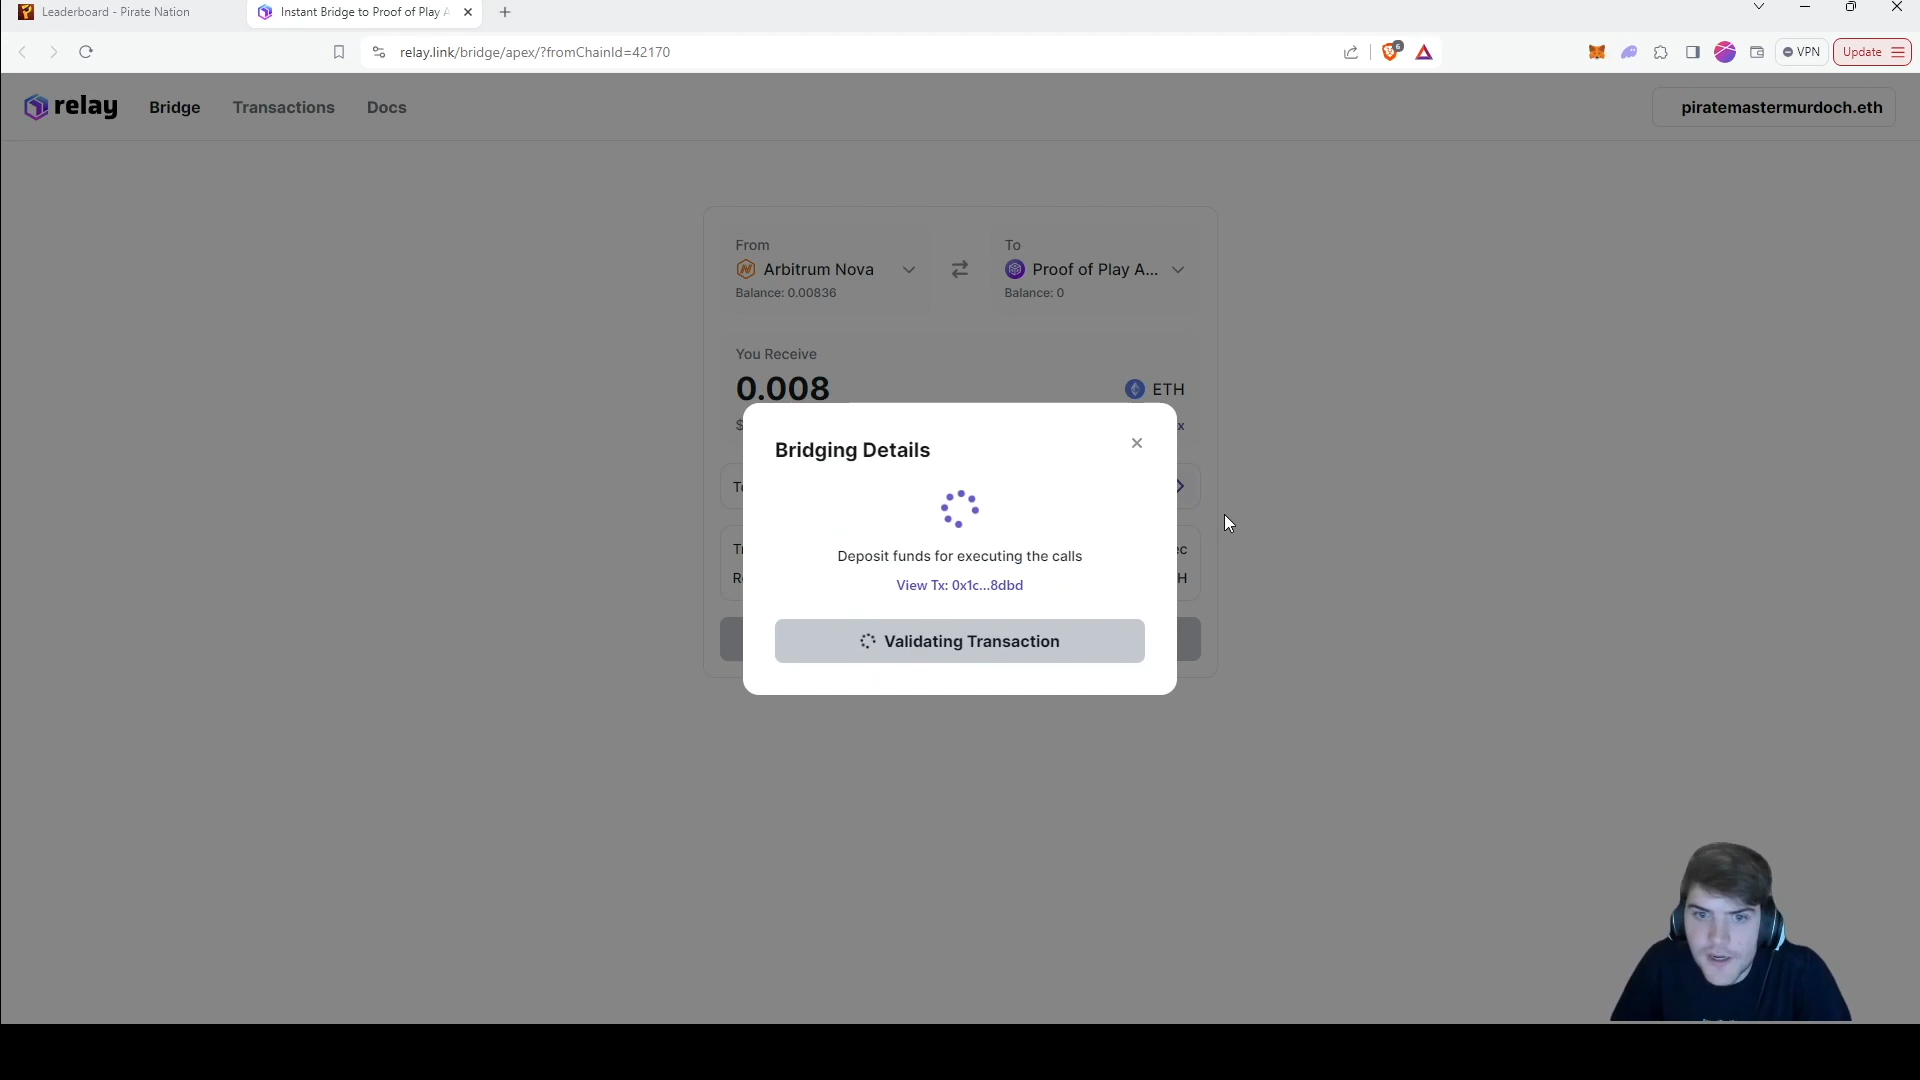 Leaderboard - Pirate Nation
Instant Bridge to Proof of Play A
relay.link/bridge/apex/?fromChainId=42170
6
VPN
Update
relay
Bridge
Transactions
Docs
piratemastermurdoch.eth
From
To
Arbitrum Nova
Proof of Play A...
Balance: 0.00836
Balance: 0
You Receive
0.008
ETH
$
x
Bridging Details
Deposit funds for executing the calls
View Tx: 0x1c...8dbd
Validating Transaction